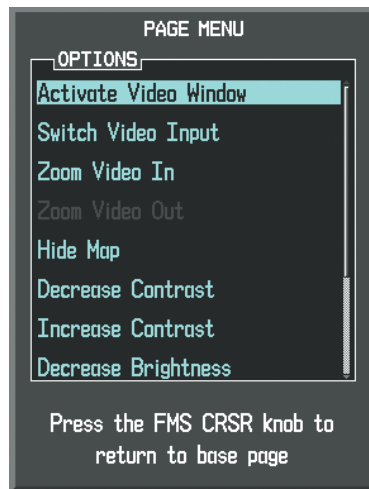 PAGE MENU
OPTIONS
Activate Video Window
Switch Video Input
Zoom Video In
Zoom Video Out
Hide Map
Decrease Contrast
Increase Contrast
Decrease Brightness
Press the FMS CRSR knob to
return to base page